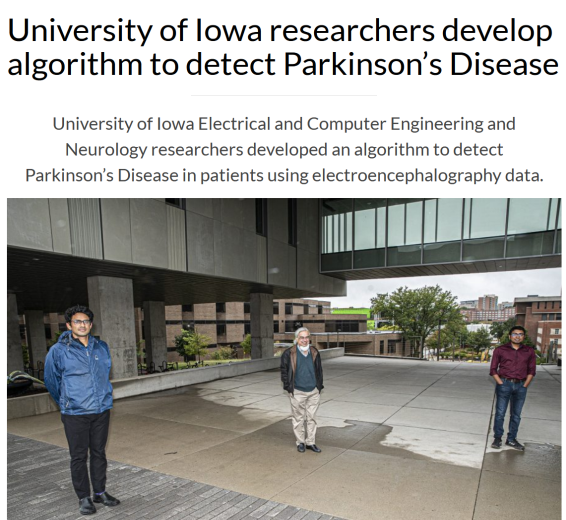 University of Iowa researchers develop
algorithm to detect Parkinson’s Disease
University of Iowa Electrical and Computer Engineering and
Neurology researchers developed an algorithm to detect
Parkinson’s Disease in patients using electroencephalography data.